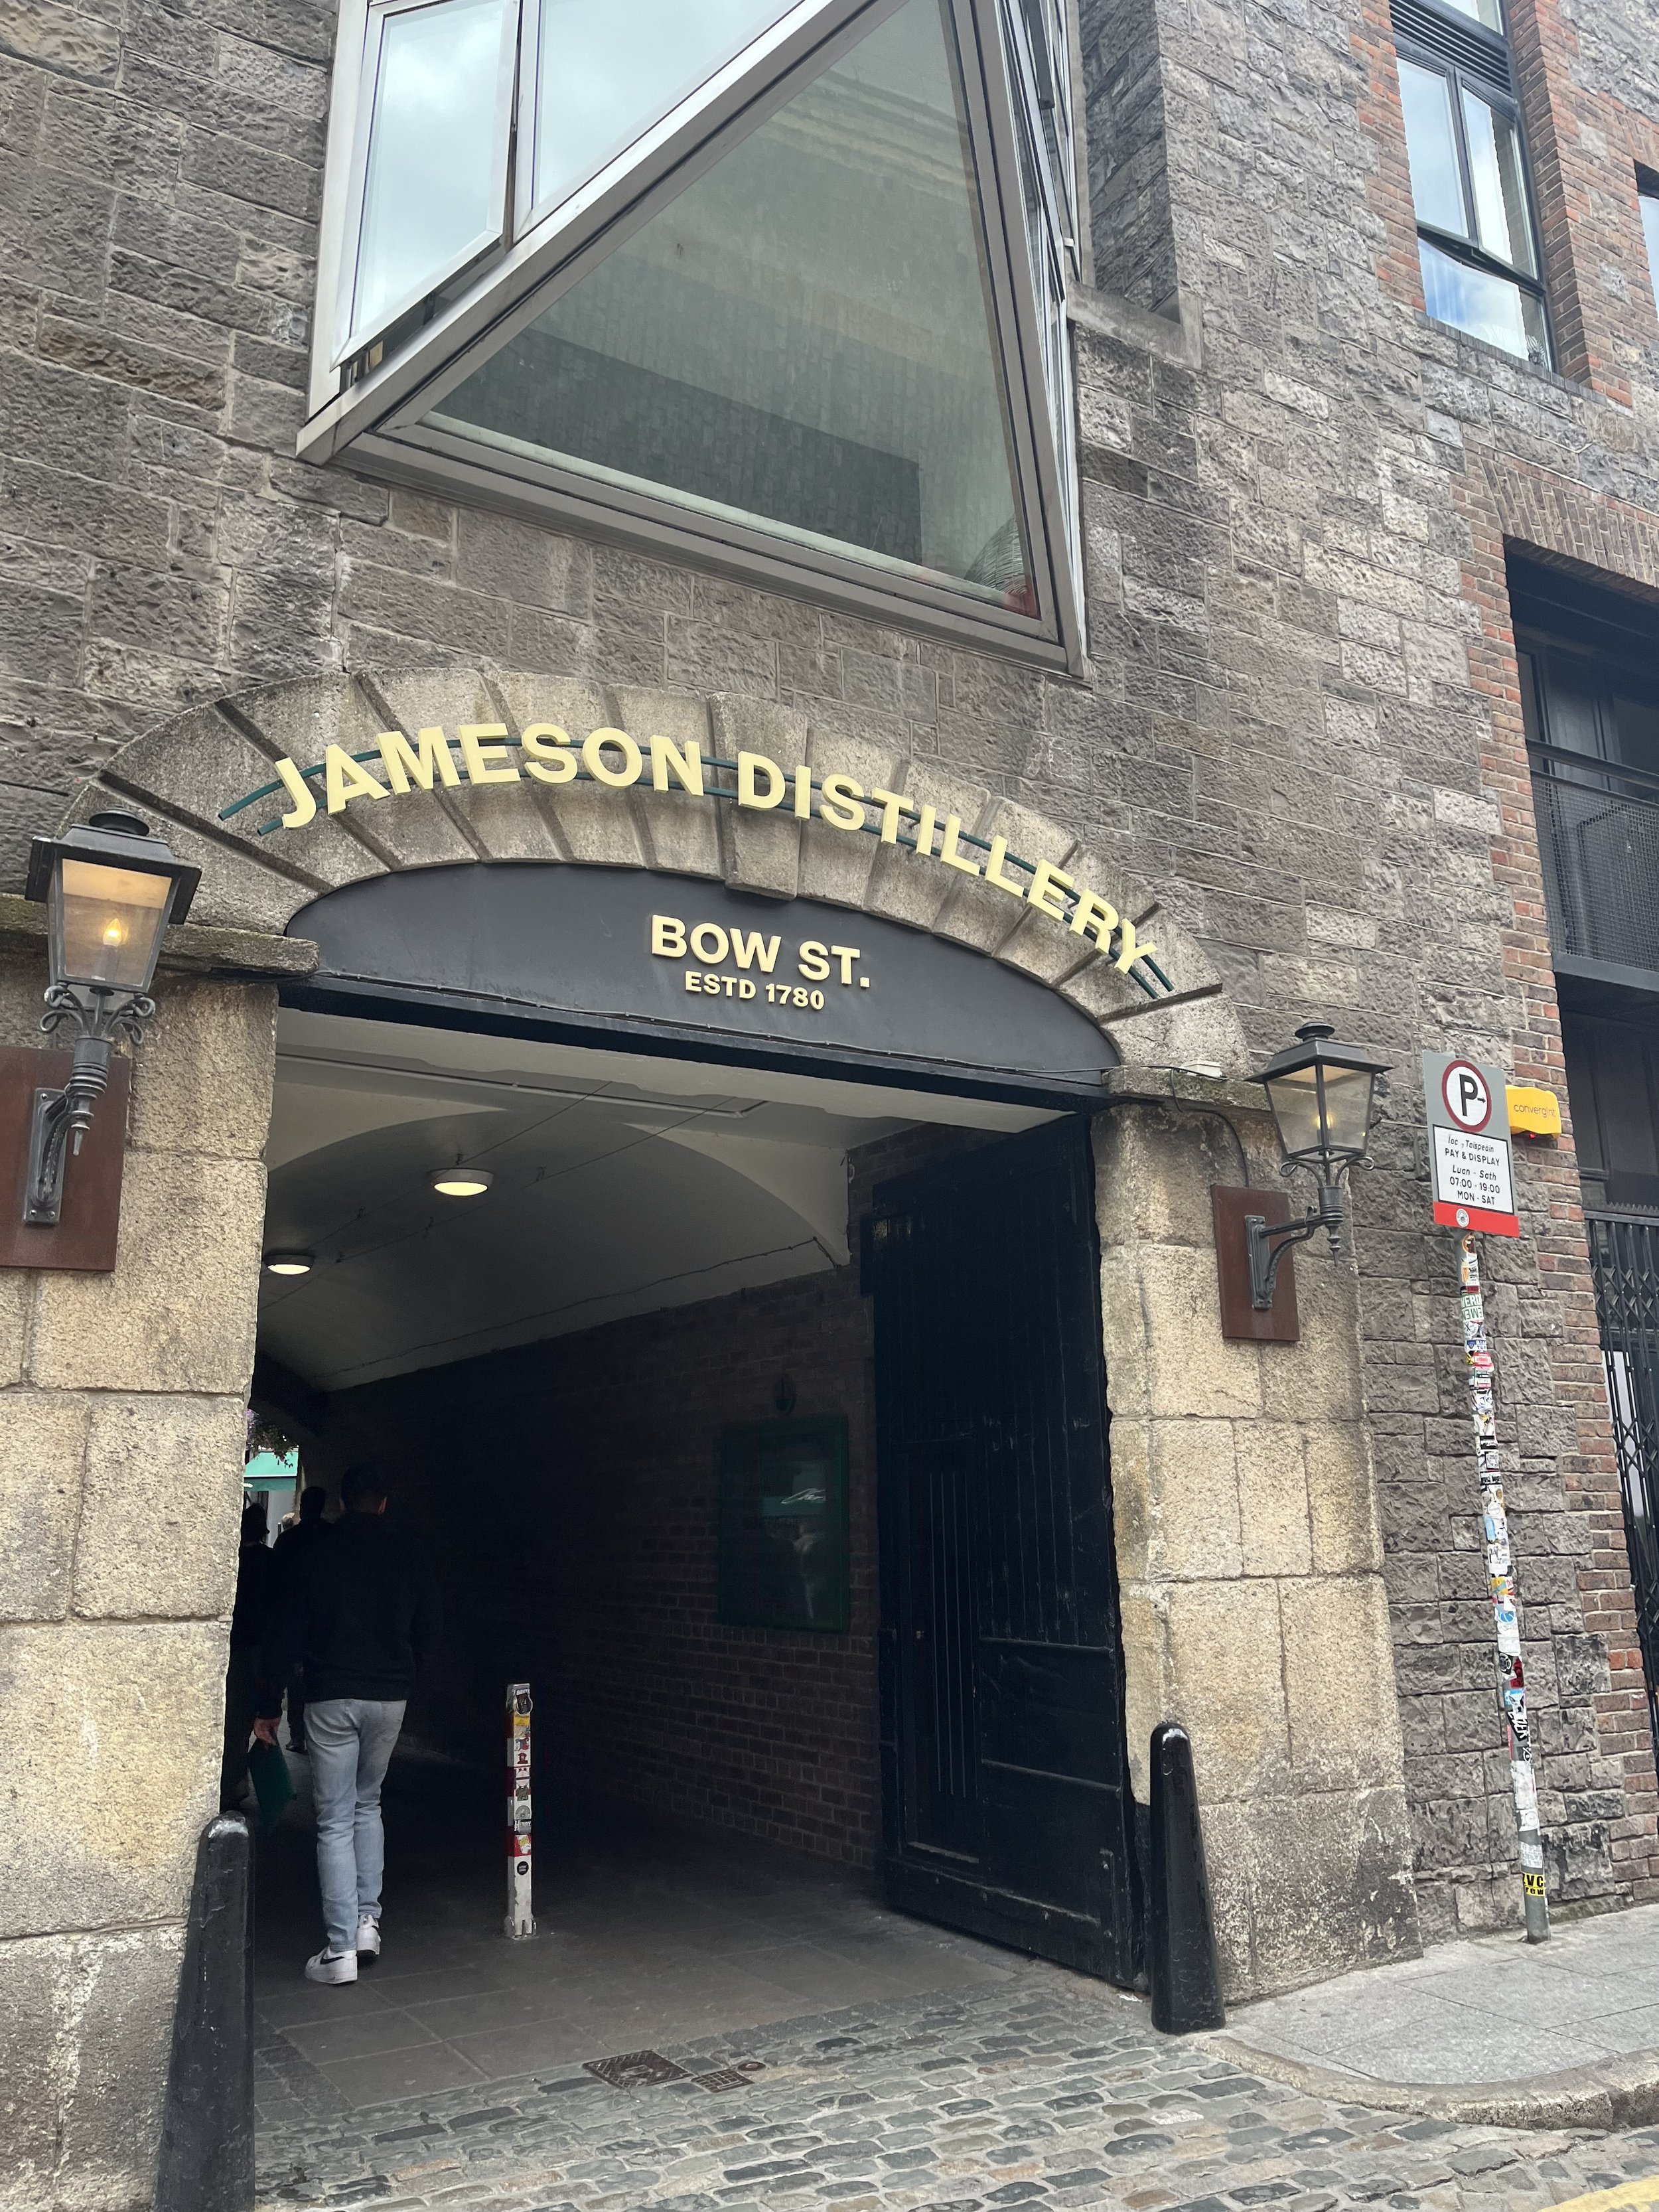 JAMESON DISTILLERY
BOW ST.
ESTD 1780
P
Íoc & Taispeáin
PAY & DISPLAY
Luan - Sath
07:00 - 19:00
MON - SAT
convergint